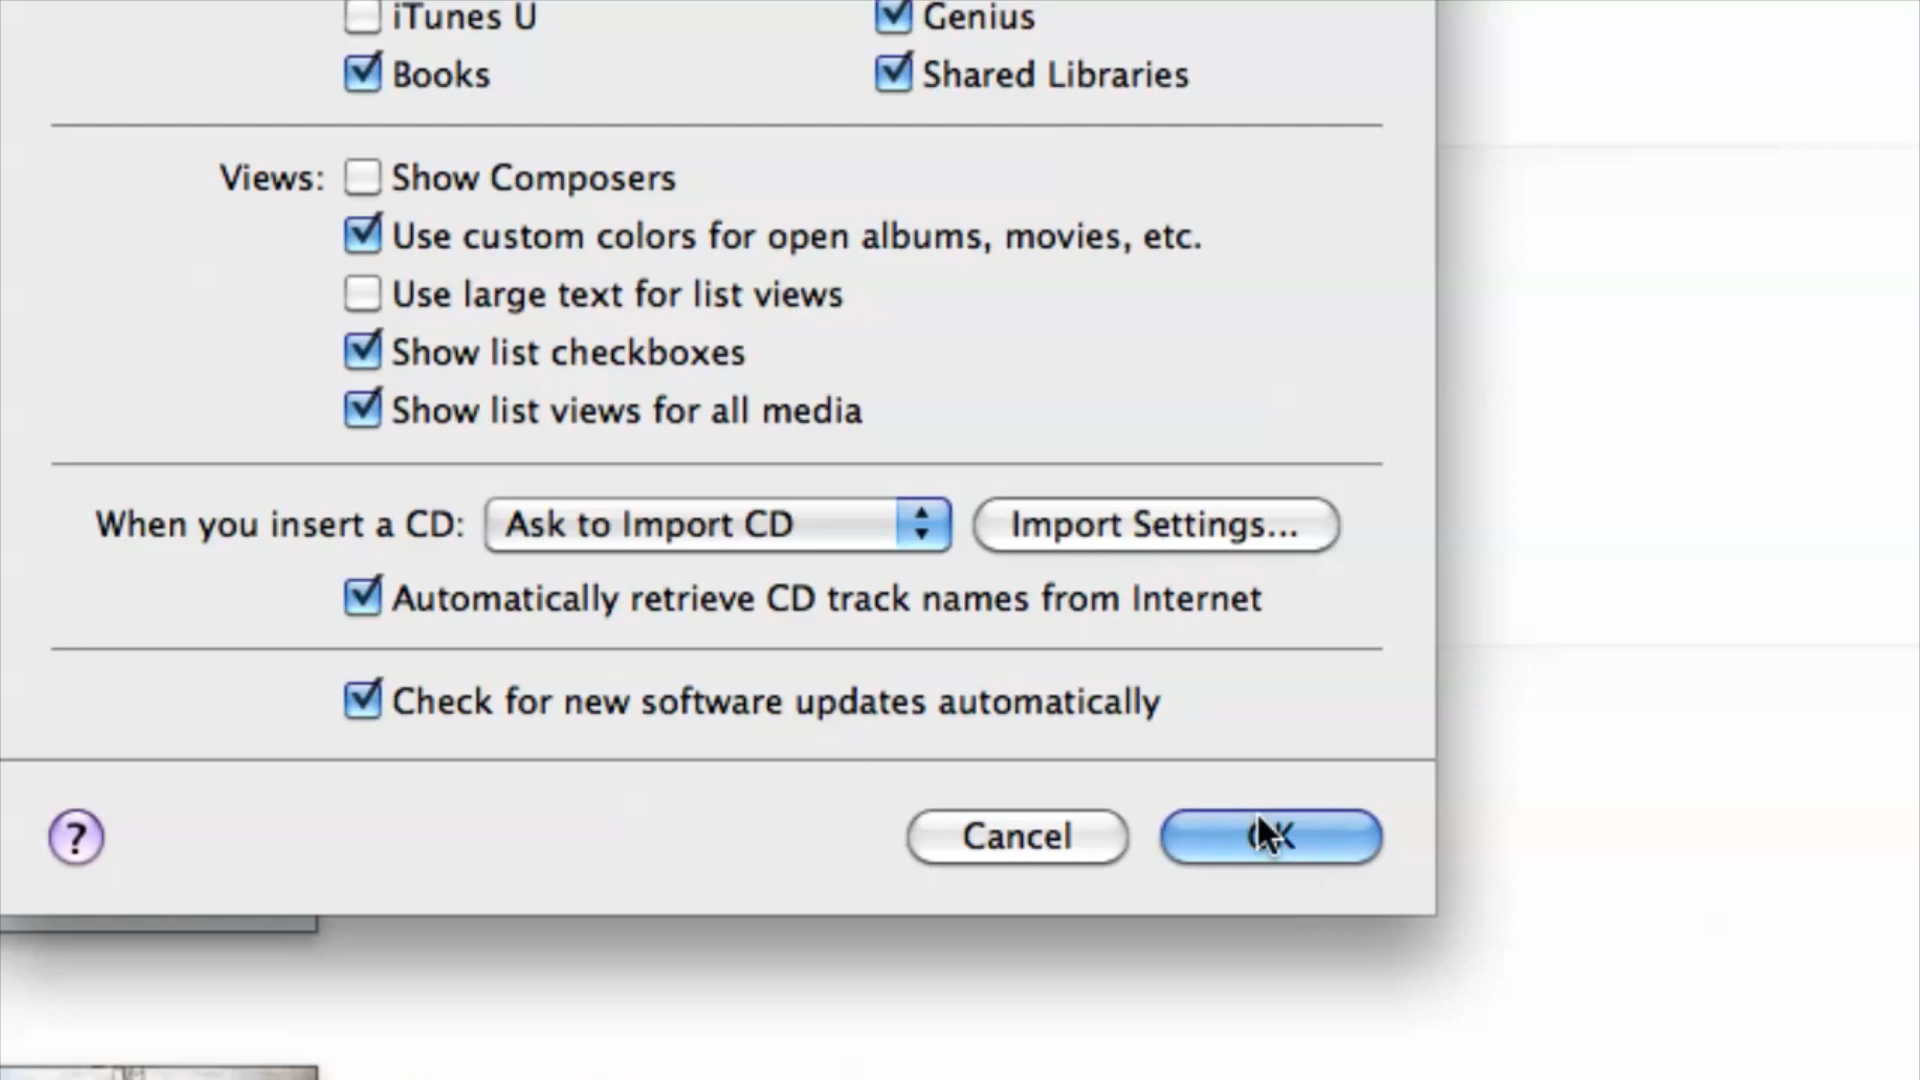 iTunes U Genius
Books Shared Libraries
Views: Show Composers
Use custom colors for open albums, movies, etc.
Use large text for list views
Show list checkboxes
Show list views for all media
When you insert a CD: Ask to Import CD Import Settings...
Automatically retrieve CD track names from Internet
Check for new software updates automatically
? Cancel OK